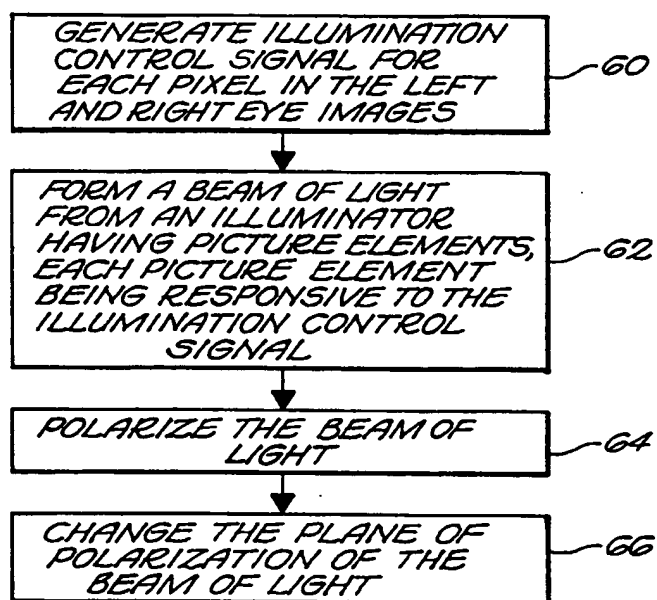 GENERATE ILLUMINATION
CONTROL SIGNAL FOR
EACH PIXEL IN THE LEFT
AND RIGHT EYE IMAGES
60
FORM A BEAM OF LIGHT
FROM AN ILLUMINATOR
HAVING PICTURE ELEMENTS,
EACH PICTURE ELEMENT
BEING RESPONSIVE TO THE
ILLUMINATION CONTROL
SIGNAL
62
POLARIZE THE BEAM OF
LIGHT
64
CHANGE THE PLANE OF
POLARIZATION OF THE
BEAM OF LIGHT
66